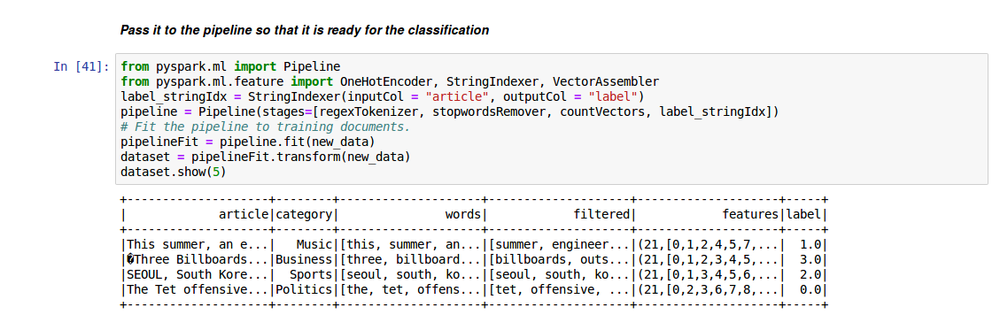 Pass it to the pipeline so that it is ready for the classification
In [41]: from pyspark.ml import Pipeline
from pyspark.ml.feature import OneHotEncoder, StringIndexer, VectorAssembler
label_stringIdx = StringIndexer(inputCol = "article", outputCol = "label")
pipeline = Pipeline(stages=[regexTokenizer, stopwordsRemover, countVectors, label_stringIdx])
# Fit the pipeline to training documents.
pipelineFit = pipeline.fit(new_data)
dataset = pipelineFit.transform(new_data)
dataset.show(5)
+--------------------+--------+--------------------+--------------------+--------------------+-----+
|             article|category|               words|            filtered|            features|label|
+--------------------+--------+--------------------+--------------------+--------------------+-----+
|This summer, an e...|   Music|[this, summer, an...|[summer, engineer...|(21,[0,1,2,4,5,7,...|  1.0|
|�Three Billboards...|Business|[three, billboard...|[billboards, outs...|(21,[0,1,2,3,4,5,...|  3.0|
|SEOUL, South Kore...|  Sports|[seoul, south, ko...|[seoul, south, ko...|(21,[0,1,3,4,5,6,...|  2.0|
|The Tet offensive...|Politics|[the, tet, offens...|[tet, offensive, ...|(21,[0,2,3,6,7,8,...|  0.0|
+--------------------+--------+--------------------+--------------------+--------------------+-----+